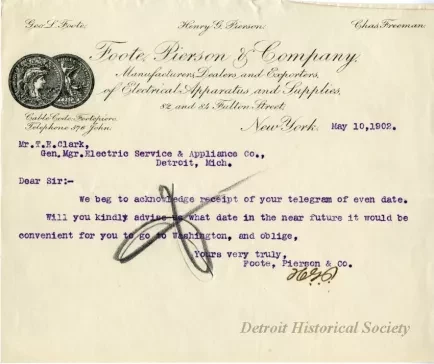 Geo. L. Foote. Henry G. Pierson. Chas Freeman
Foote, Pierson & Company,
Manufacturers, Dealers, and Exporters,
of Electrical Apparatus, and Supplies,
82 and 84 Fulton Street,
Cable Code: Footepiero.
Telephone 876 John.
New York. May 10, 1902.
Mr.T.E.Clark,
Gen.Mgr.Electric Service & Appliance Co.,
Detroit, Mich.
Dear Sir:-
We beg to acknowledge receipt of your telegram of even date.
Will you kindly advise us what date in the near future it would be
convenient for you to go to Washington, and oblige,
Yours very truly,
Foote, Pierson & Co.
Detroit Historical Society